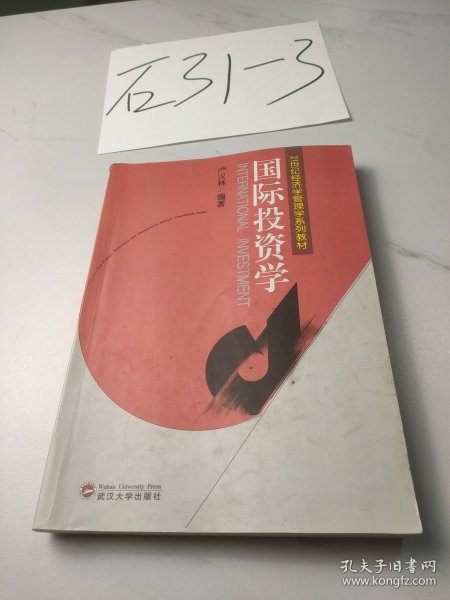 石31-3
21世纪经济学管理学系列教材
国际投资学
INTERNATIONAL INVESTMENT
卢汉林 编著
Wuhan University Press
武汉大学出版社
孔夫子旧书网
www.kongfz.com